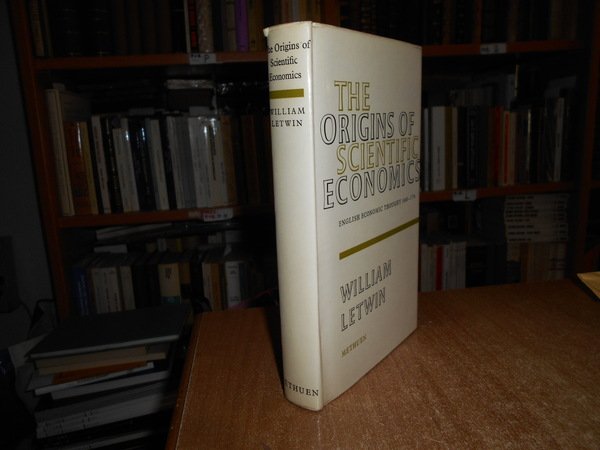 The Origins of
Scientific
Economics
WILLIAM
LETWIN
METHUEN
THE
ORIGINS OF
SCIENTIFIC
ECONOMICS
ENGLISH ECONOMIC THOUGHT 1660-1776
WILLIAM
LETWIN
METHUEN